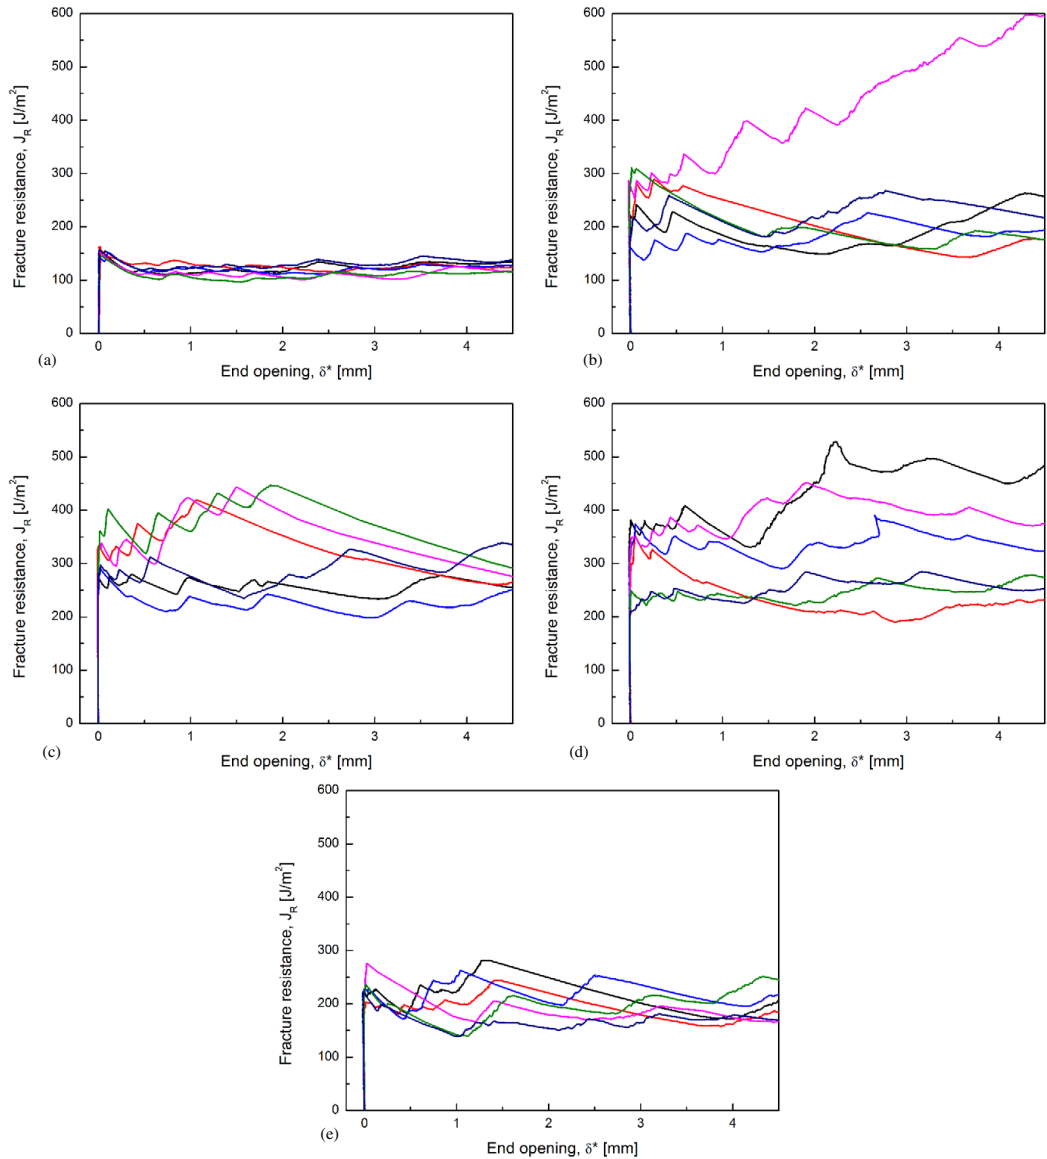 600
500
400
300
200
100
0
Fracture resistance, J_R [J/m²]
0 1 2 3 4
(a)
End opening, δ* [mm]
600
500
400
300
200
100
0
Fracture resistance, J_R [J/m²]
0 1 2 3 4
(b)
End opening, δ* [mm]
600
500
400
300
200
100
0
Fracture resistance, J_R [J/m²]
0 1 2 3 4
(c)
End opening, δ* [mm]
600
500
400
300
200
100
0
Fracture resistance, J_R [J/m²]
0 1 2 3 4
(d)
End opening, δ* [mm]
600
500
400
300
200
100
0
Fracture resistance, J_R [J/m²]
0 1 2 3 4
(e)
End opening, δ* [mm]